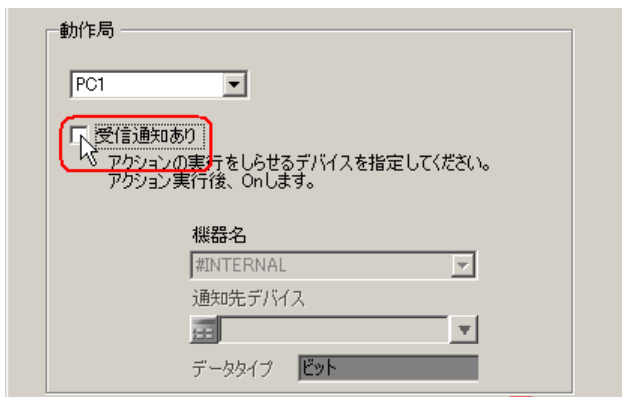 動作局
PC1
受信通知あり
アクションの実行をしらせるデバイスを指定してください。
アクション実行後、Onします。
機器名
#INTERNAL
通知先デバイス
データタイプ ビット